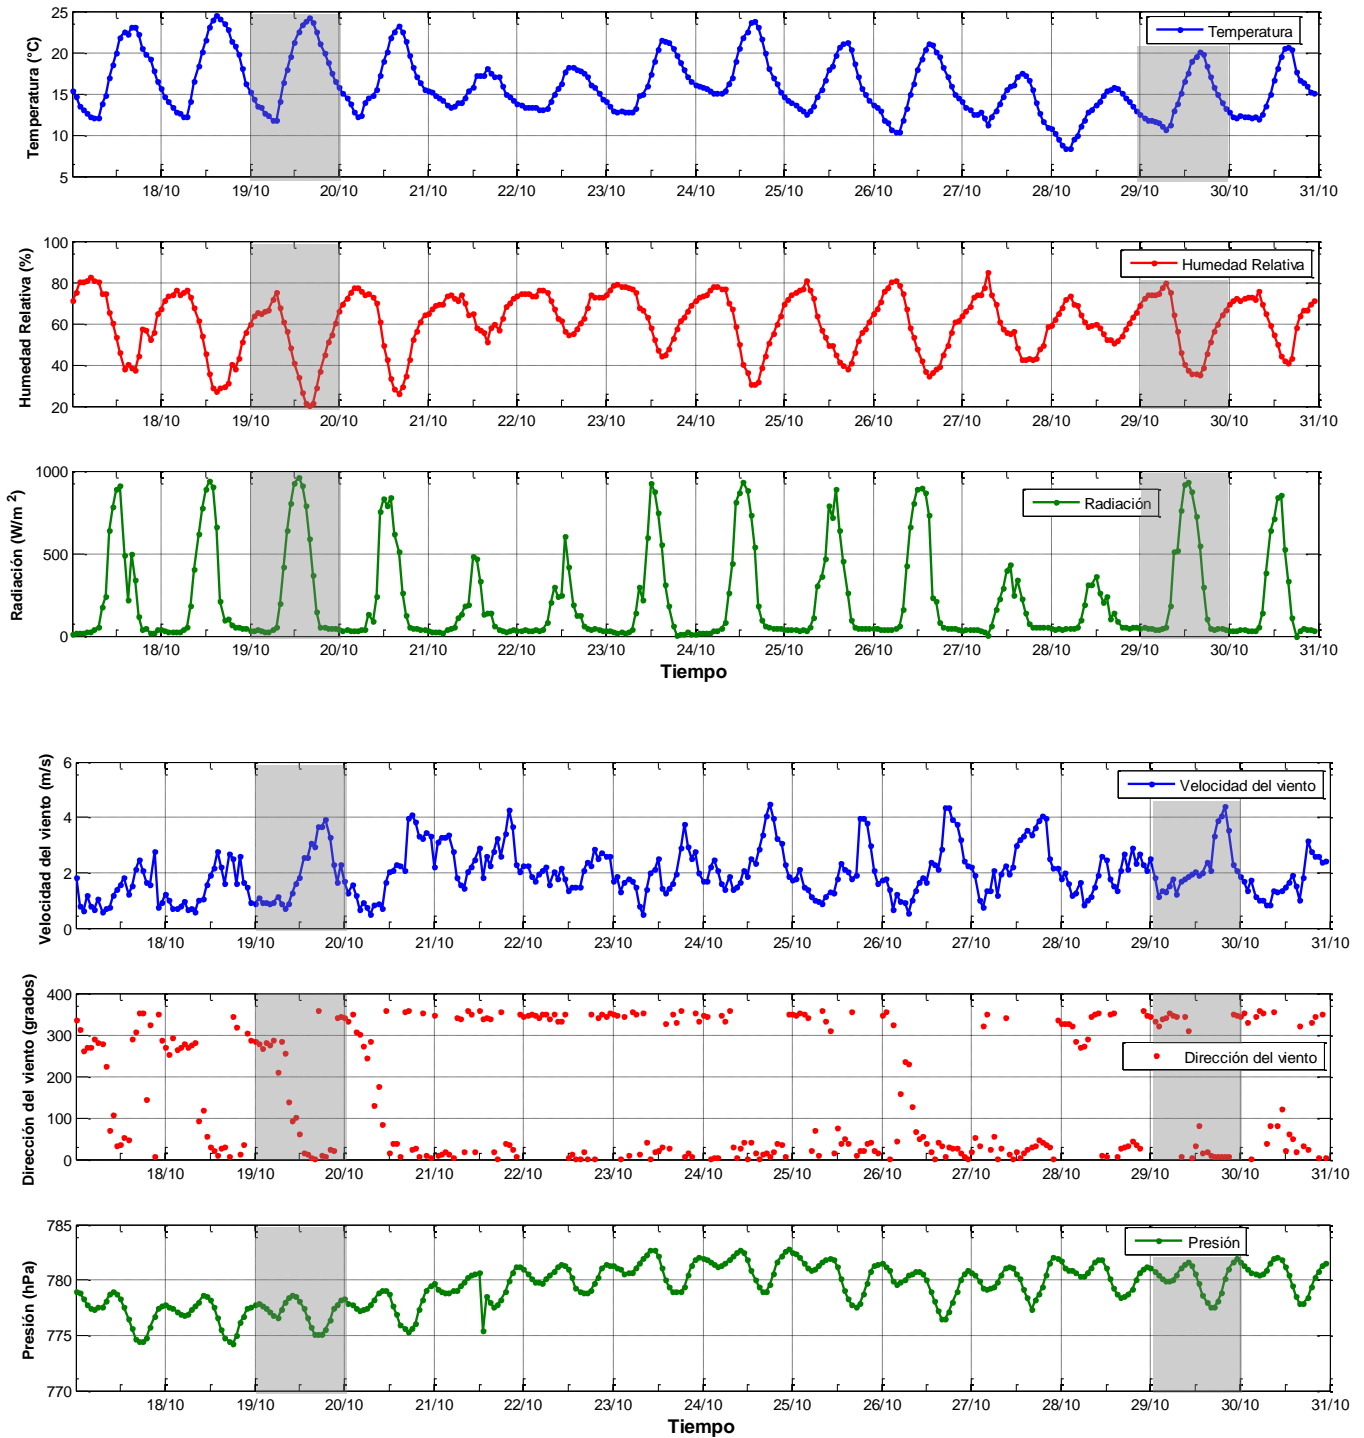 25
20
15
10
5
Temperatura (°C)
Temperatura
18/10 19/10 20/10 21/10 22/10 23/10 24/10 25/10 26/10 27/10 28/10 29/10 30/10 31/10
100
80
60
40
20
Humedad Relativa (%)
Humedad Relativa
18/10 19/10 20/10 21/10 22/10 23/10 24/10 25/10 26/10 27/10 28/10 29/10 30/10 31/10
1000
500
0
Radiación (W/m ²)
Radiación
18/10 19/10 20/10 21/10 22/10 23/10 24/10 25/10 26/10 27/10 28/10 29/10 30/10 31/10
Tiempo
6
4
2
0
Velocidad del viento (m/s)
Velocidad del viento
18/10 19/10 20/10 21/10 22/10 23/10 24/10 25/10 26/10 27/10 28/10 29/10 30/10 31/10
400
300
200
100
0
Dirección del viento (grados)
Dirección del viento
18/10 19/10 20/10 21/10 22/10 23/10 24/10 25/10 26/10 27/10 28/10 29/10 30/10 31/10
785
780
775
770
Presión (hPa)
Presión
18/10 19/10 20/10 21/10 22/10 23/10 24/10 25/10 26/10 27/10 28/10 29/10 30/10 31/10
Tiempo